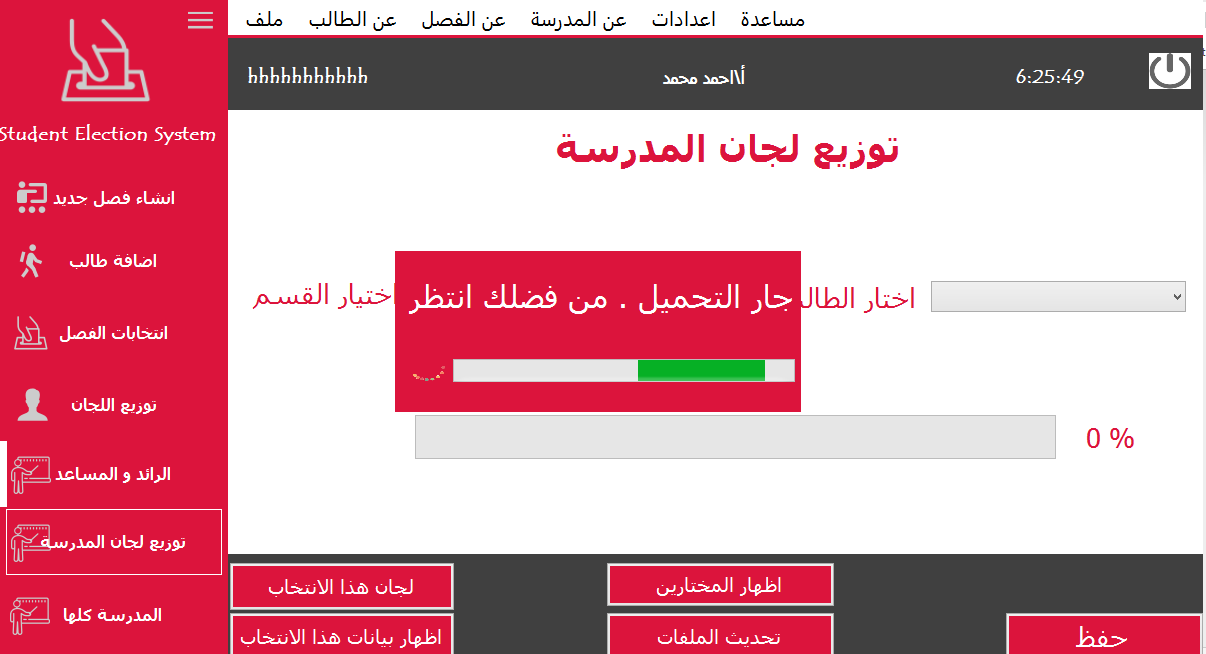 مساعدة
اعدادات
عن المدرسة
عن الفصل
عن الطالب
ملف
hhhhhhhhhhh
أ\احمد محمد
6:25:49
Student Election System
انشاء فصل جديد
اضافة طالب
انتخابات الفصل
توزيع اللجان
الرائد و المساعد
توزيع لجان المدرسة
المدرسة كلها
توزيع لجان المدرسة
اختار الطالب
اختيار القسم
جار التحميل . من فضلك انتظر
0 %
لجان هذا الانتخاب
اظهار المختارين
اظهار بيانات هذا الانتخاب
تحديث الملفات
حفظ